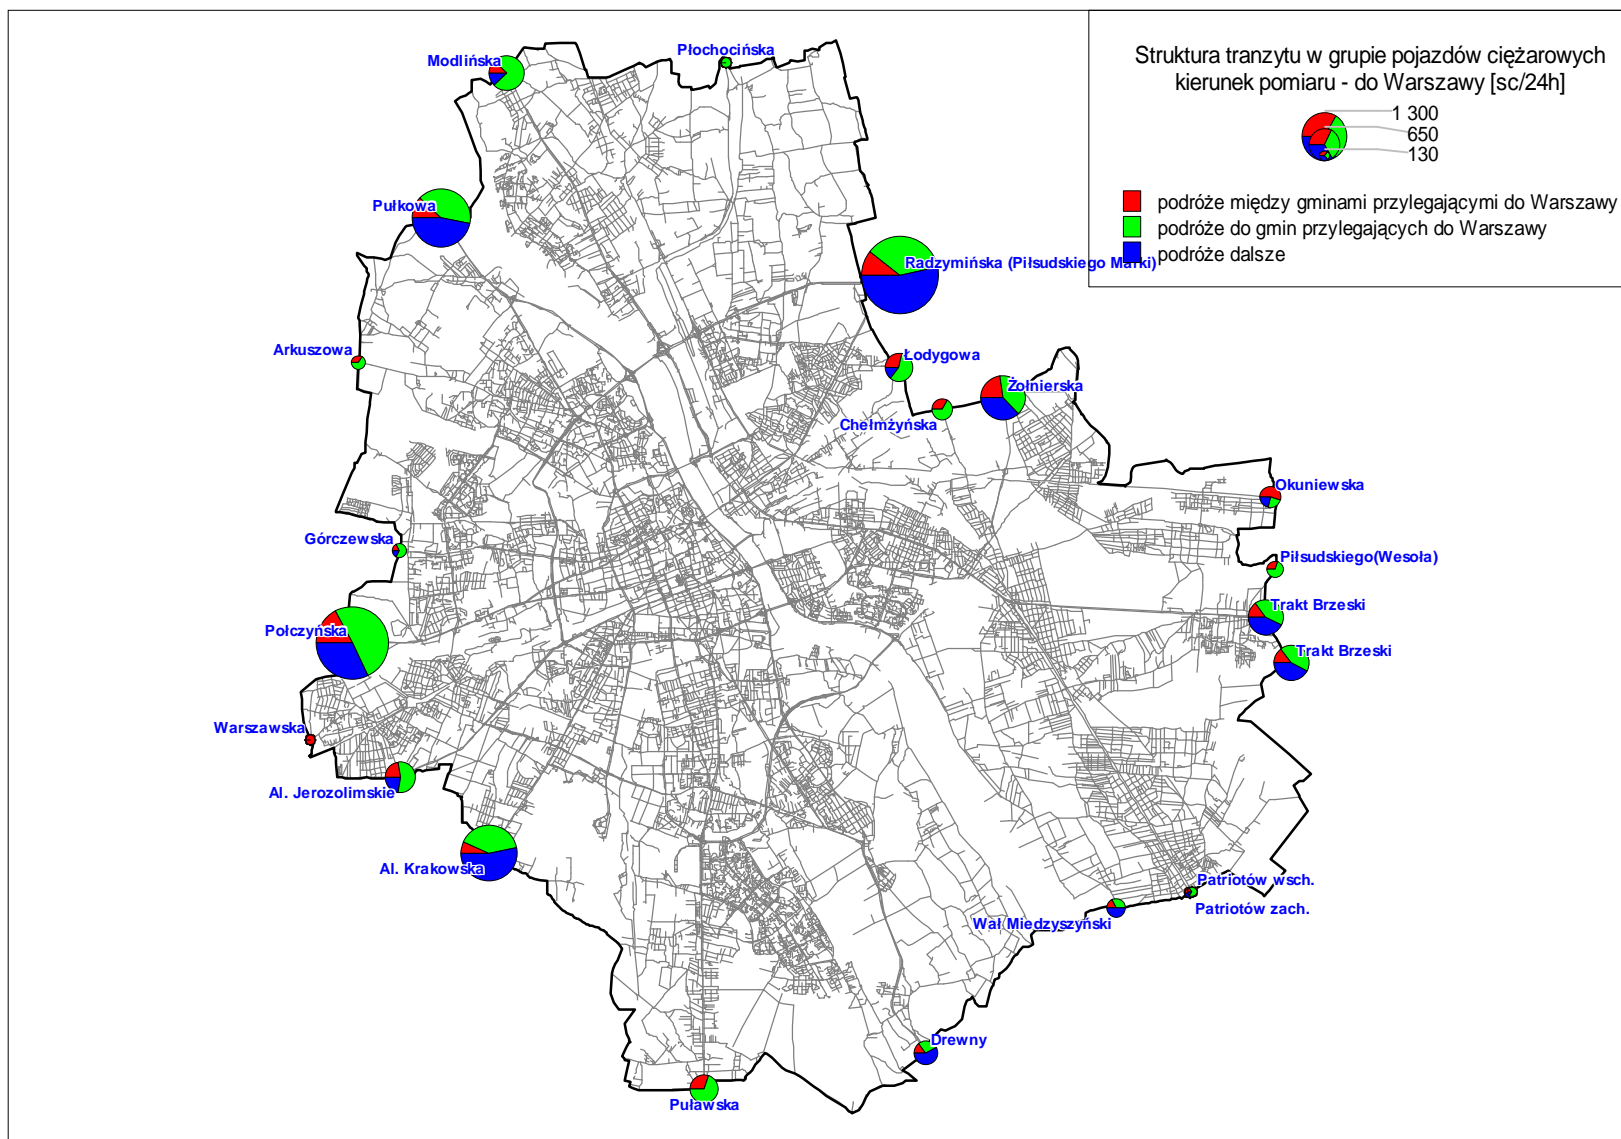 Struktura tranzytu w grupie pojazdów ciężarowych
kierunek pomiaru - do Warszawy [sc/24h]
1 300
650
130
podróże między gminami przylegającymi do Warszawy
podróże do gmin przylegających do Warszawy
podróże dalsze
Modlińska
Płochocińska
Pułkowa
Radzymińska (Piłsudskiego Marki)
Arkuszowa
Łodygowa
Żołnierska
Chełmżyńska
Okuniewska
Górczewska
Piłsudskiego(Wesoła)
Trakt Brzeski
Połczyńska
Trakt Brzeski
Warszawska
Al. Jerozolimskie
Al. Krakowska
Patriotów wsch.
Patriotów zach.
Wał Miedzyszyński
Drewny
Puławska